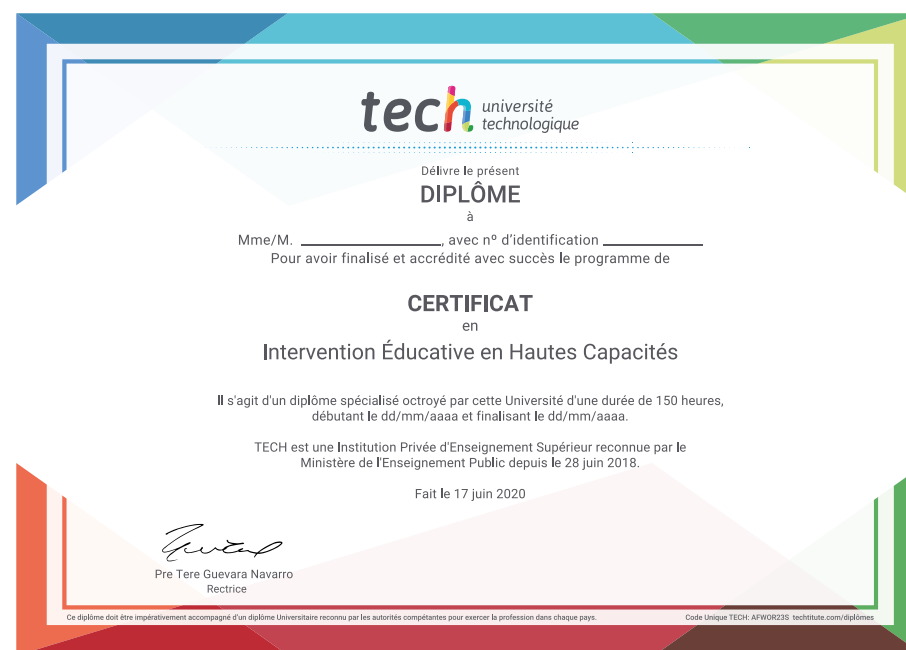 tech université
technologique
Délivre le présent
DIPLÔME
à
Mme/M. ____________________, avec nº d'identification ______________
Pour avoir finalisé et accrédité avec succès le programme de
CERTIFICAT
en
Intervention Éducative en Hautes Capacités
Il s'agit d'un diplôme spécialisé octroyé par cette Université d'une durée de 150 heures,
débutant le dd/mm/aaaa et finalisant le dd/mm/aaaa.
TECH est une Institution Privée d'Enseignement Supérieur reconnue par le
Ministère de l'Enseignement Public depuis le 28 juin 2018.
Fait le 17 juin 2020
Pre Tere Guevara Navarro
Rectrice
Ce diplôme doit être impérativement accompagné d'un diplôme Universitaire reconnu par les autorités compétentes pour exercer la profession dans chaque pays. Code Unique TECH: AFWOR23S techtitute.com/diplômes